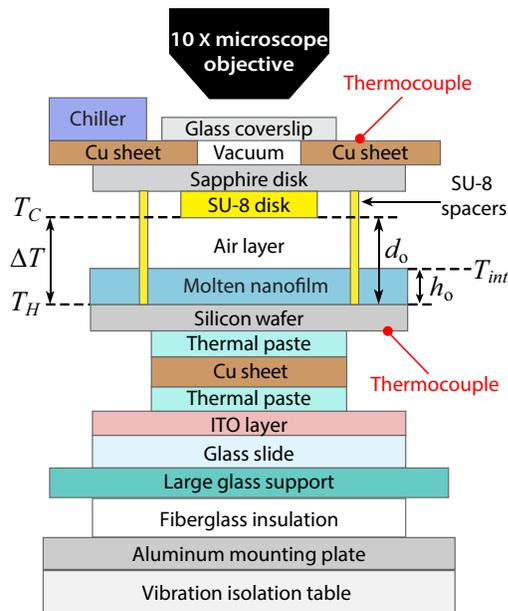 10 X microscope
objective
Thermocouple
Chiller
Glass coverslip
Cu sheet
Vacuum
Cu sheet
Sapphire disk
SU-8
spacers
T_C
SU-8 disk
Air layer
ΔT
d_o
T_int
Molten nanofilm
h_o
T_H
Silicon wafer
Thermal paste
Cu sheet
Thermocouple
Thermal paste
ITO layer
Glass slide
Large glass support
Fiberglass insulation
Aluminum mounting plate
Vibration isolation table